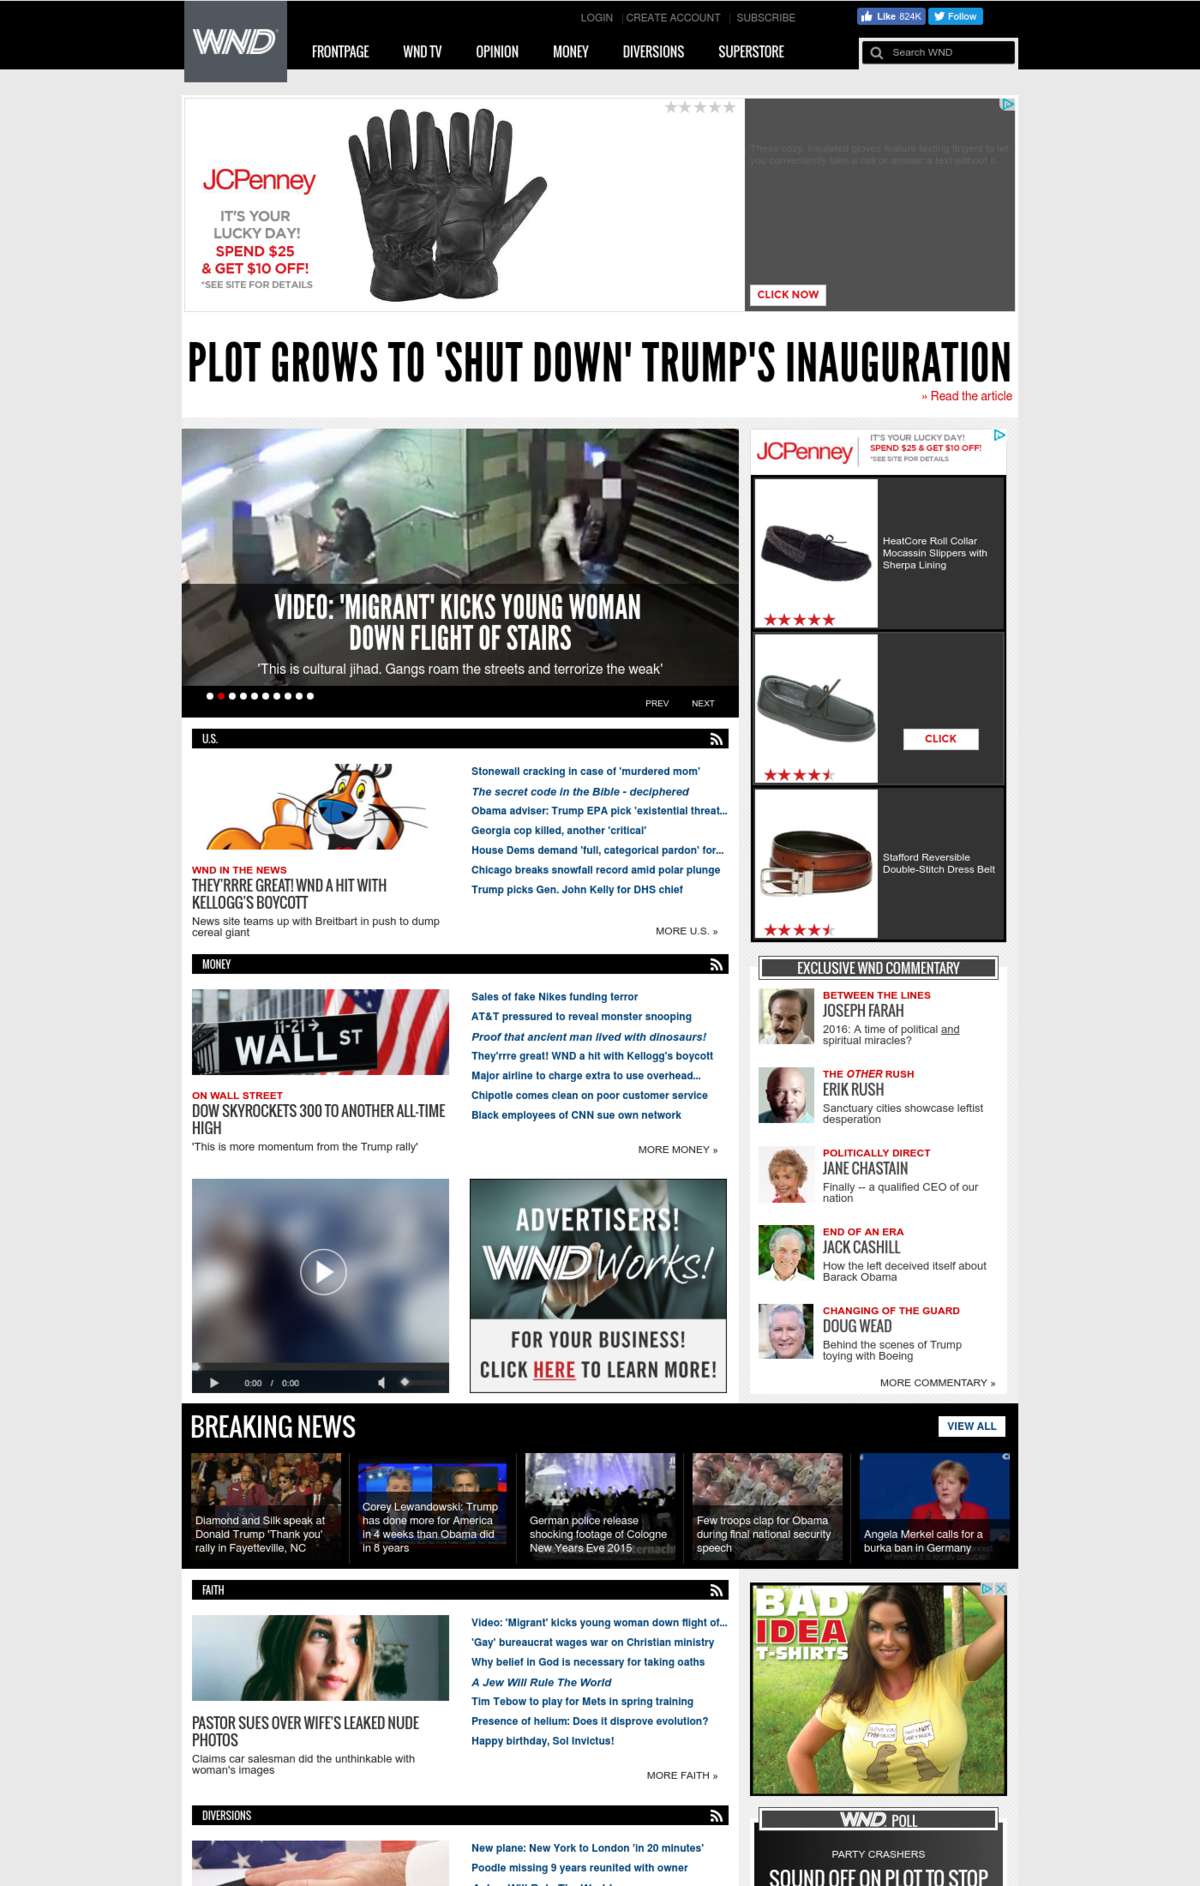 LOGIN | CREATE ACCOUNT | SUBSCRIBE
Like 824K
Follow
WND
FRONTPAGE
WND TV
OPINION
MONEY
DIVERSIONS
SUPERSTORE
Search WND
JCPenney
IT'S YOUR
LUCKY DAY!
SPEND $25
& GET $10 OFF!
*SEE SITE FOR DETAILS
These cozy, insulated gloves feature texting fingers to let
you conveniently take a call or answer a text without it...
CLICK NOW
PLOT GROWS TO 'SHUT DOWN' TRUMP'S INAUGURATION
» Read the article
VIDEO: 'MIGRANT' KICKS YOUNG WOMAN
DOWN FLIGHT OF STAIRS
'This is cultural jihad. Gangs roam the streets and terrorize the weak'
PREV
NEXT
JCPenney
IT'S YOUR LUCKY DAY!
SPEND $25 & GET $10 OFF!
*SEE SITE FOR DETAILS
HeatCore Roll Collar
Mocassin Slippers with
Sherpa Lining
CLICK
Stafford Reversible
Double-Stitch Dress Belt
U.S.
WND IN THE NEWS
THEY'RRRE GREAT! WND A HIT WITH
KELLOGG'S BOYCOTT
News site teams up with Breitbart in push to dump
cereal giant
Stonewall cracking in case of 'murdered mom'
The secret code in the Bible - deciphered
Obama adviser: Trump EPA pick 'existential threat...
Georgia cop killed, another 'critical'
House Dems demand 'full, categorical pardon' for...
Chicago breaks snowfall record amid polar plunge
Trump picks Gen. John Kelly for DHS chief
MORE U.S. »
MONEY
11-21
WALL ST
ON WALL STREET
DOW SKYROCKETS 300 TO ANOTHER ALL-TIME
HIGH
'This is more momentum from the Trump rally'
Sales of fake Nikes funding terror
AT&T pressured to reveal monster snooping
Proof that ancient man lived with dinosaurs!
They'rrre great! WND a hit with Kellogg's boycott
Major airline to charge extra to use overhead...
Chipotle comes clean on poor customer service
Black employees of CNN sue own network
MORE MONEY »
EXCLUSIVE WND COMMENTARY
BETWEEN THE LINES
JOSEPH FARAH
2016: A time of political and
spiritual miracles?
THE OTHER RUSH
ERIK RUSH
Sanctuary cities showcase leftist
desperation
POLITICALLY DIRECT
JANE CHASTAIN
Finally -- a qualified CEO of our
nation
END OF AN ERA
JACK CASHILL
How the left deceived itself about
Barack Obama
CHANGING OF THE GUARD
DOUG WEAD
Behind the scenes of Trump
toying with Boeing
MORE COMMENTARY »
0:00 / 0:00
ADVERTISERS!
WND Works!
FOR YOUR BUSINESS!
CLICK HERE TO LEARN MORE!
BREAKING NEWS
VIEW ALL
Diamond and Silk speak at
Donald Trump 'Thank you'
rally in Fayetteville, NC
Corey Lewandowski: Trump
has done more for America
in 4 weeks than Obama did
in 8 years
German police release
shocking footage of Cologne
New Years Eve 2015
Few troops clap for Obama
during final national security
speech
Angela Merkel calls for a
burka ban in Germany
FAITH
PASTOR SUES OVER WIFE'S LEAKED NUDE
PHOTOS
Claims car salesman did the unthinkable with
woman's images
Video: 'Migrant' kicks young woman down flight of...
'Gay' bureaucrat wages war on Christian ministry
Why belief in God is necessary for taking oaths
A Jew Will Rule The World
Tim Tebow to play for Mets in spring training
Presence of helium: Does it disprove evolution?
Happy birthday, Sol Invictus!
MORE FAITH »
BAD
IDEA
T-SHIRTS
DIVERSIONS
New plane: New York to London 'in 20 minutes'
Poodle missing 9 years reunited with owner
WND POLL
PARTY CRASHERS
SOUND OFF ON PLOT TO STOP